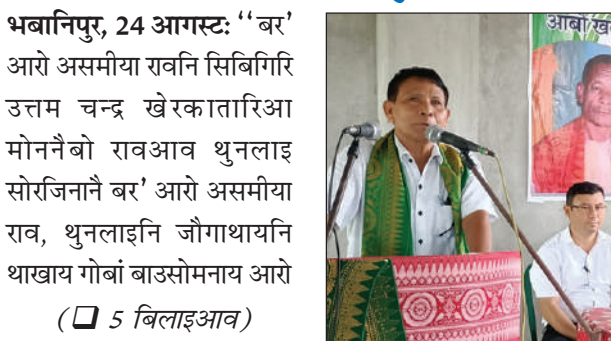 भबानिपुर, 24 आगस्ट: ‘‘बर’
आरो असमीया रावनि सिबिगिरि
उत्तम चन्द्र खेरकातारिआ
मोननैबो रावआव थुनलाइ
सोरजिनानै बर’ आरो असमीया
राव, थुनलाइनि जौगाथायनि
थाखाय गोबां बाउसोमनाय आरो
(❑ 5 बिलाइआव)
आबो